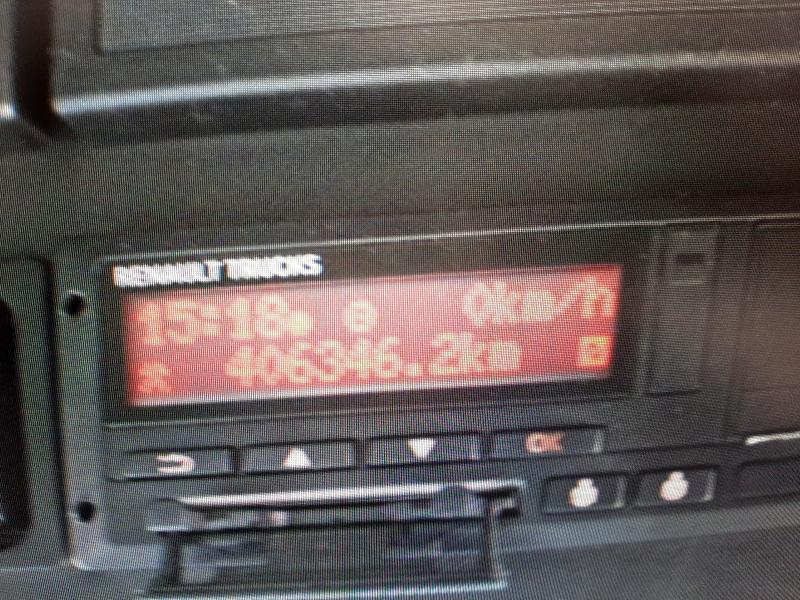 RENAULT TRUCKS
15:18 0km/h
406346.2km
OK